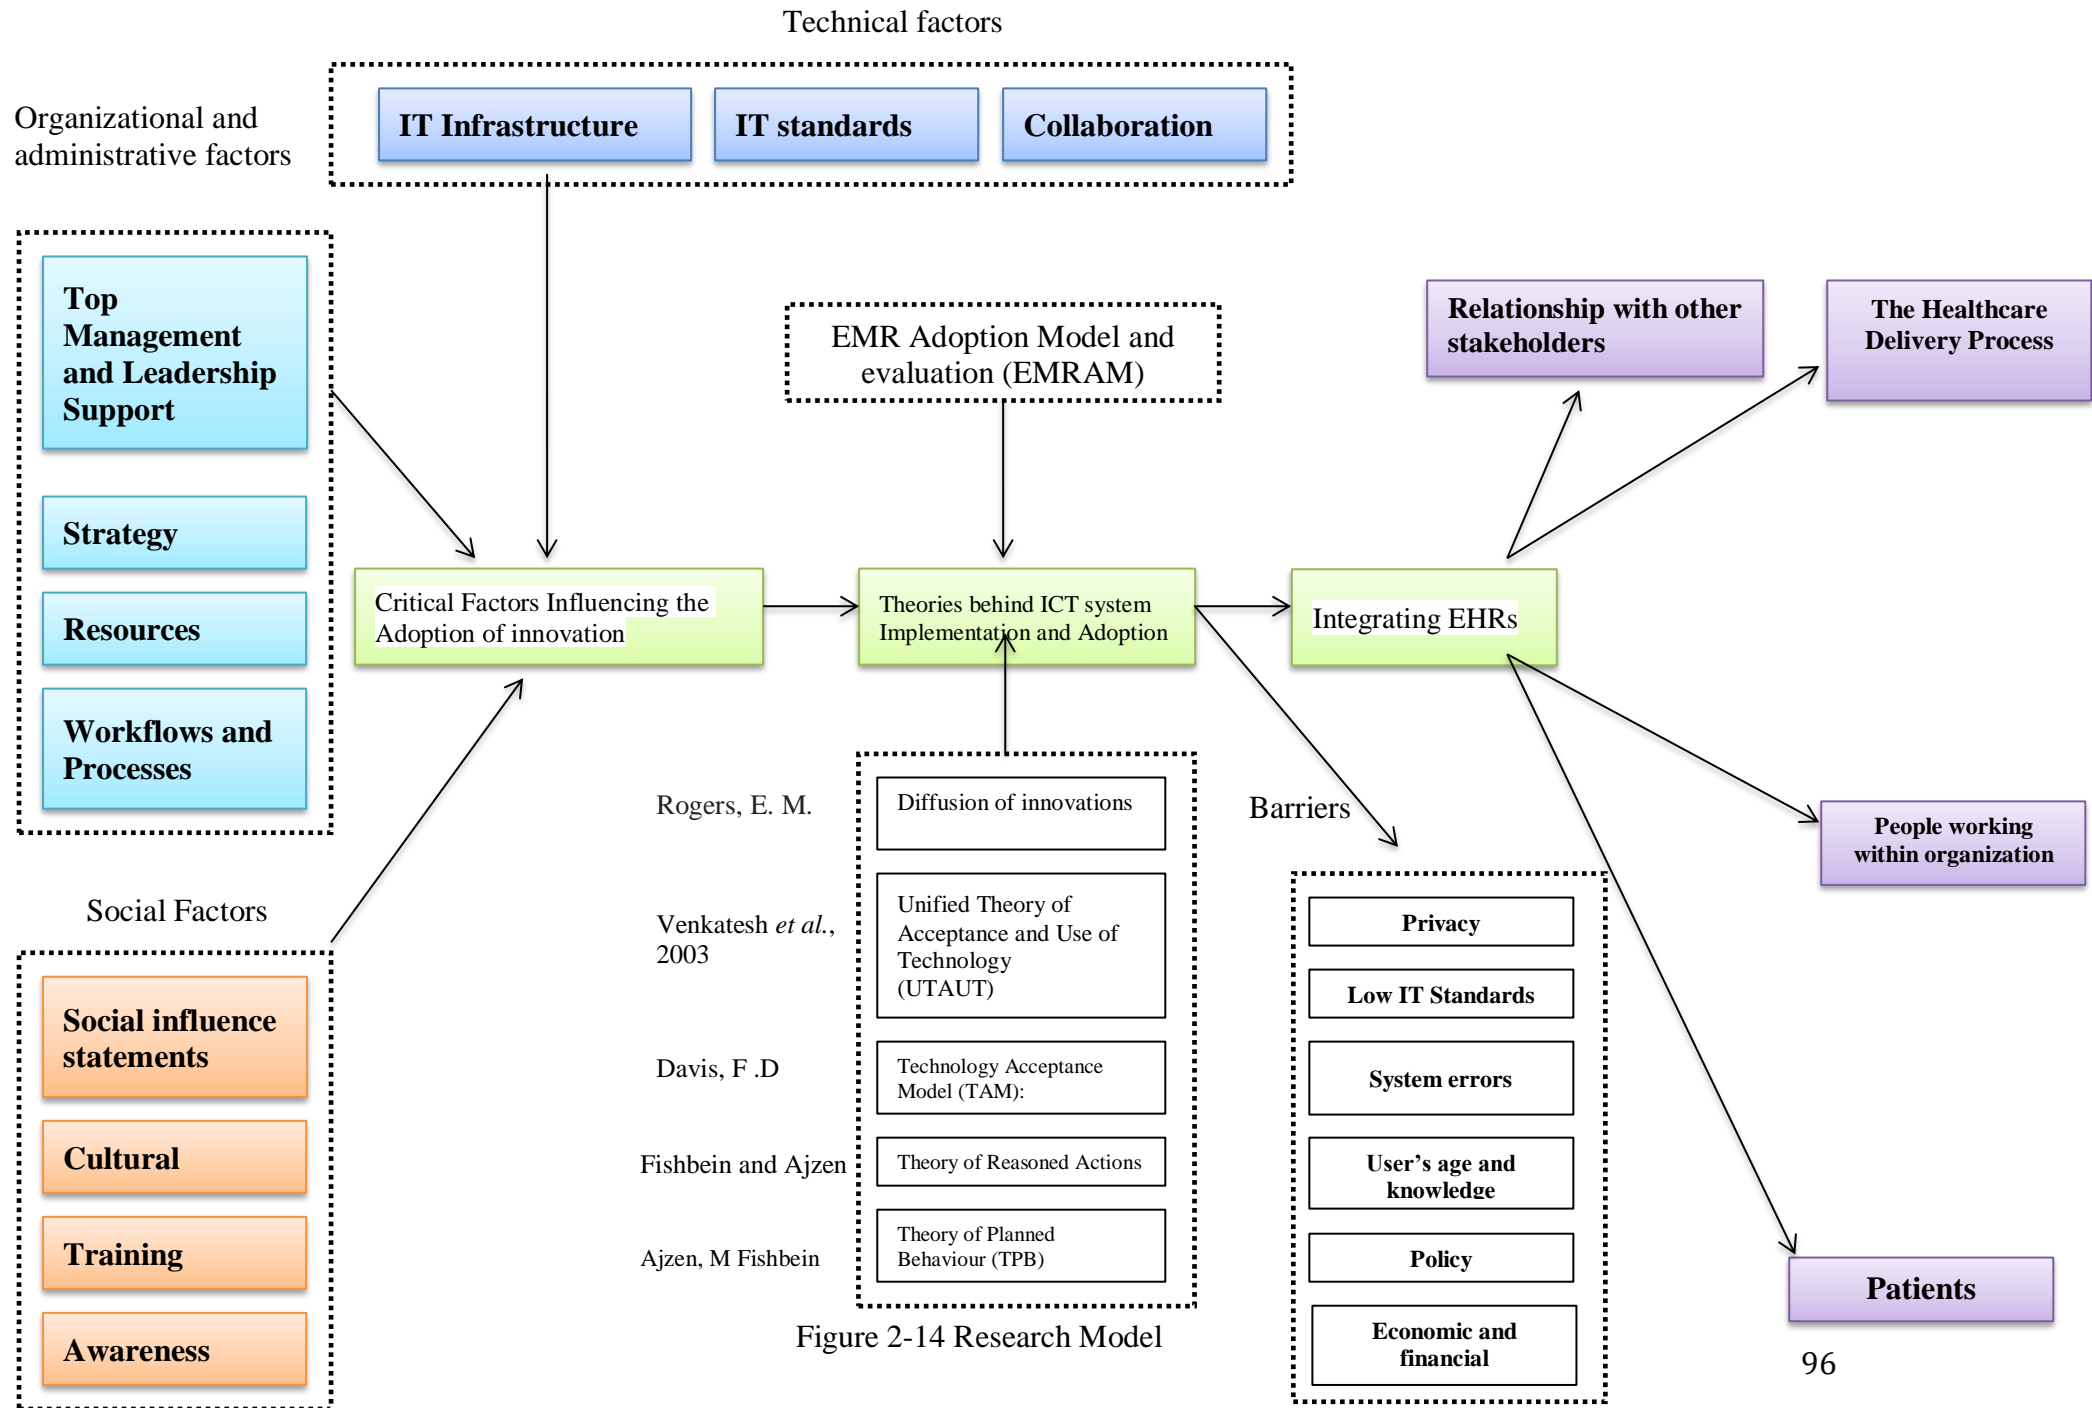 Technical factors
IT Infrastructure
IT standards
Collaboration
Organizational and
administrative factors
Top
Management
and Leadership
Support
Strategy
Resources
Workflows and
Processes
EMR Adoption Model and
evaluation (EMRAM)
Relationship with other
stakeholders
The Healthcare
Delivery Process
Critical Factors Influencing the
Adoption of innovation
Theories behind ICT system
Implementation and Adoption
Integrating EHRs
Social Factors
Social influence
statements
Cultural
Training
Awareness
Rogers, E. M.
Diffusion of innovations
Venkatesh et al.,
2003
Unified Theory of
Acceptance and Use of
Technology
(UTAUT)
Davis, F .D
Technology Acceptance
Model (TAM):
Fishbein and Ajzen
Theory of Reasoned Actions
Ajzen, M Fishbein
Theory of Planned
Behaviour (TPB)
Barriers
Privacy
Low IT Standards
System errors
User’s age and
knowledge
Policy
Economic and
financial
People working
within organization
Patients
Figure 2-14 Research Model
96